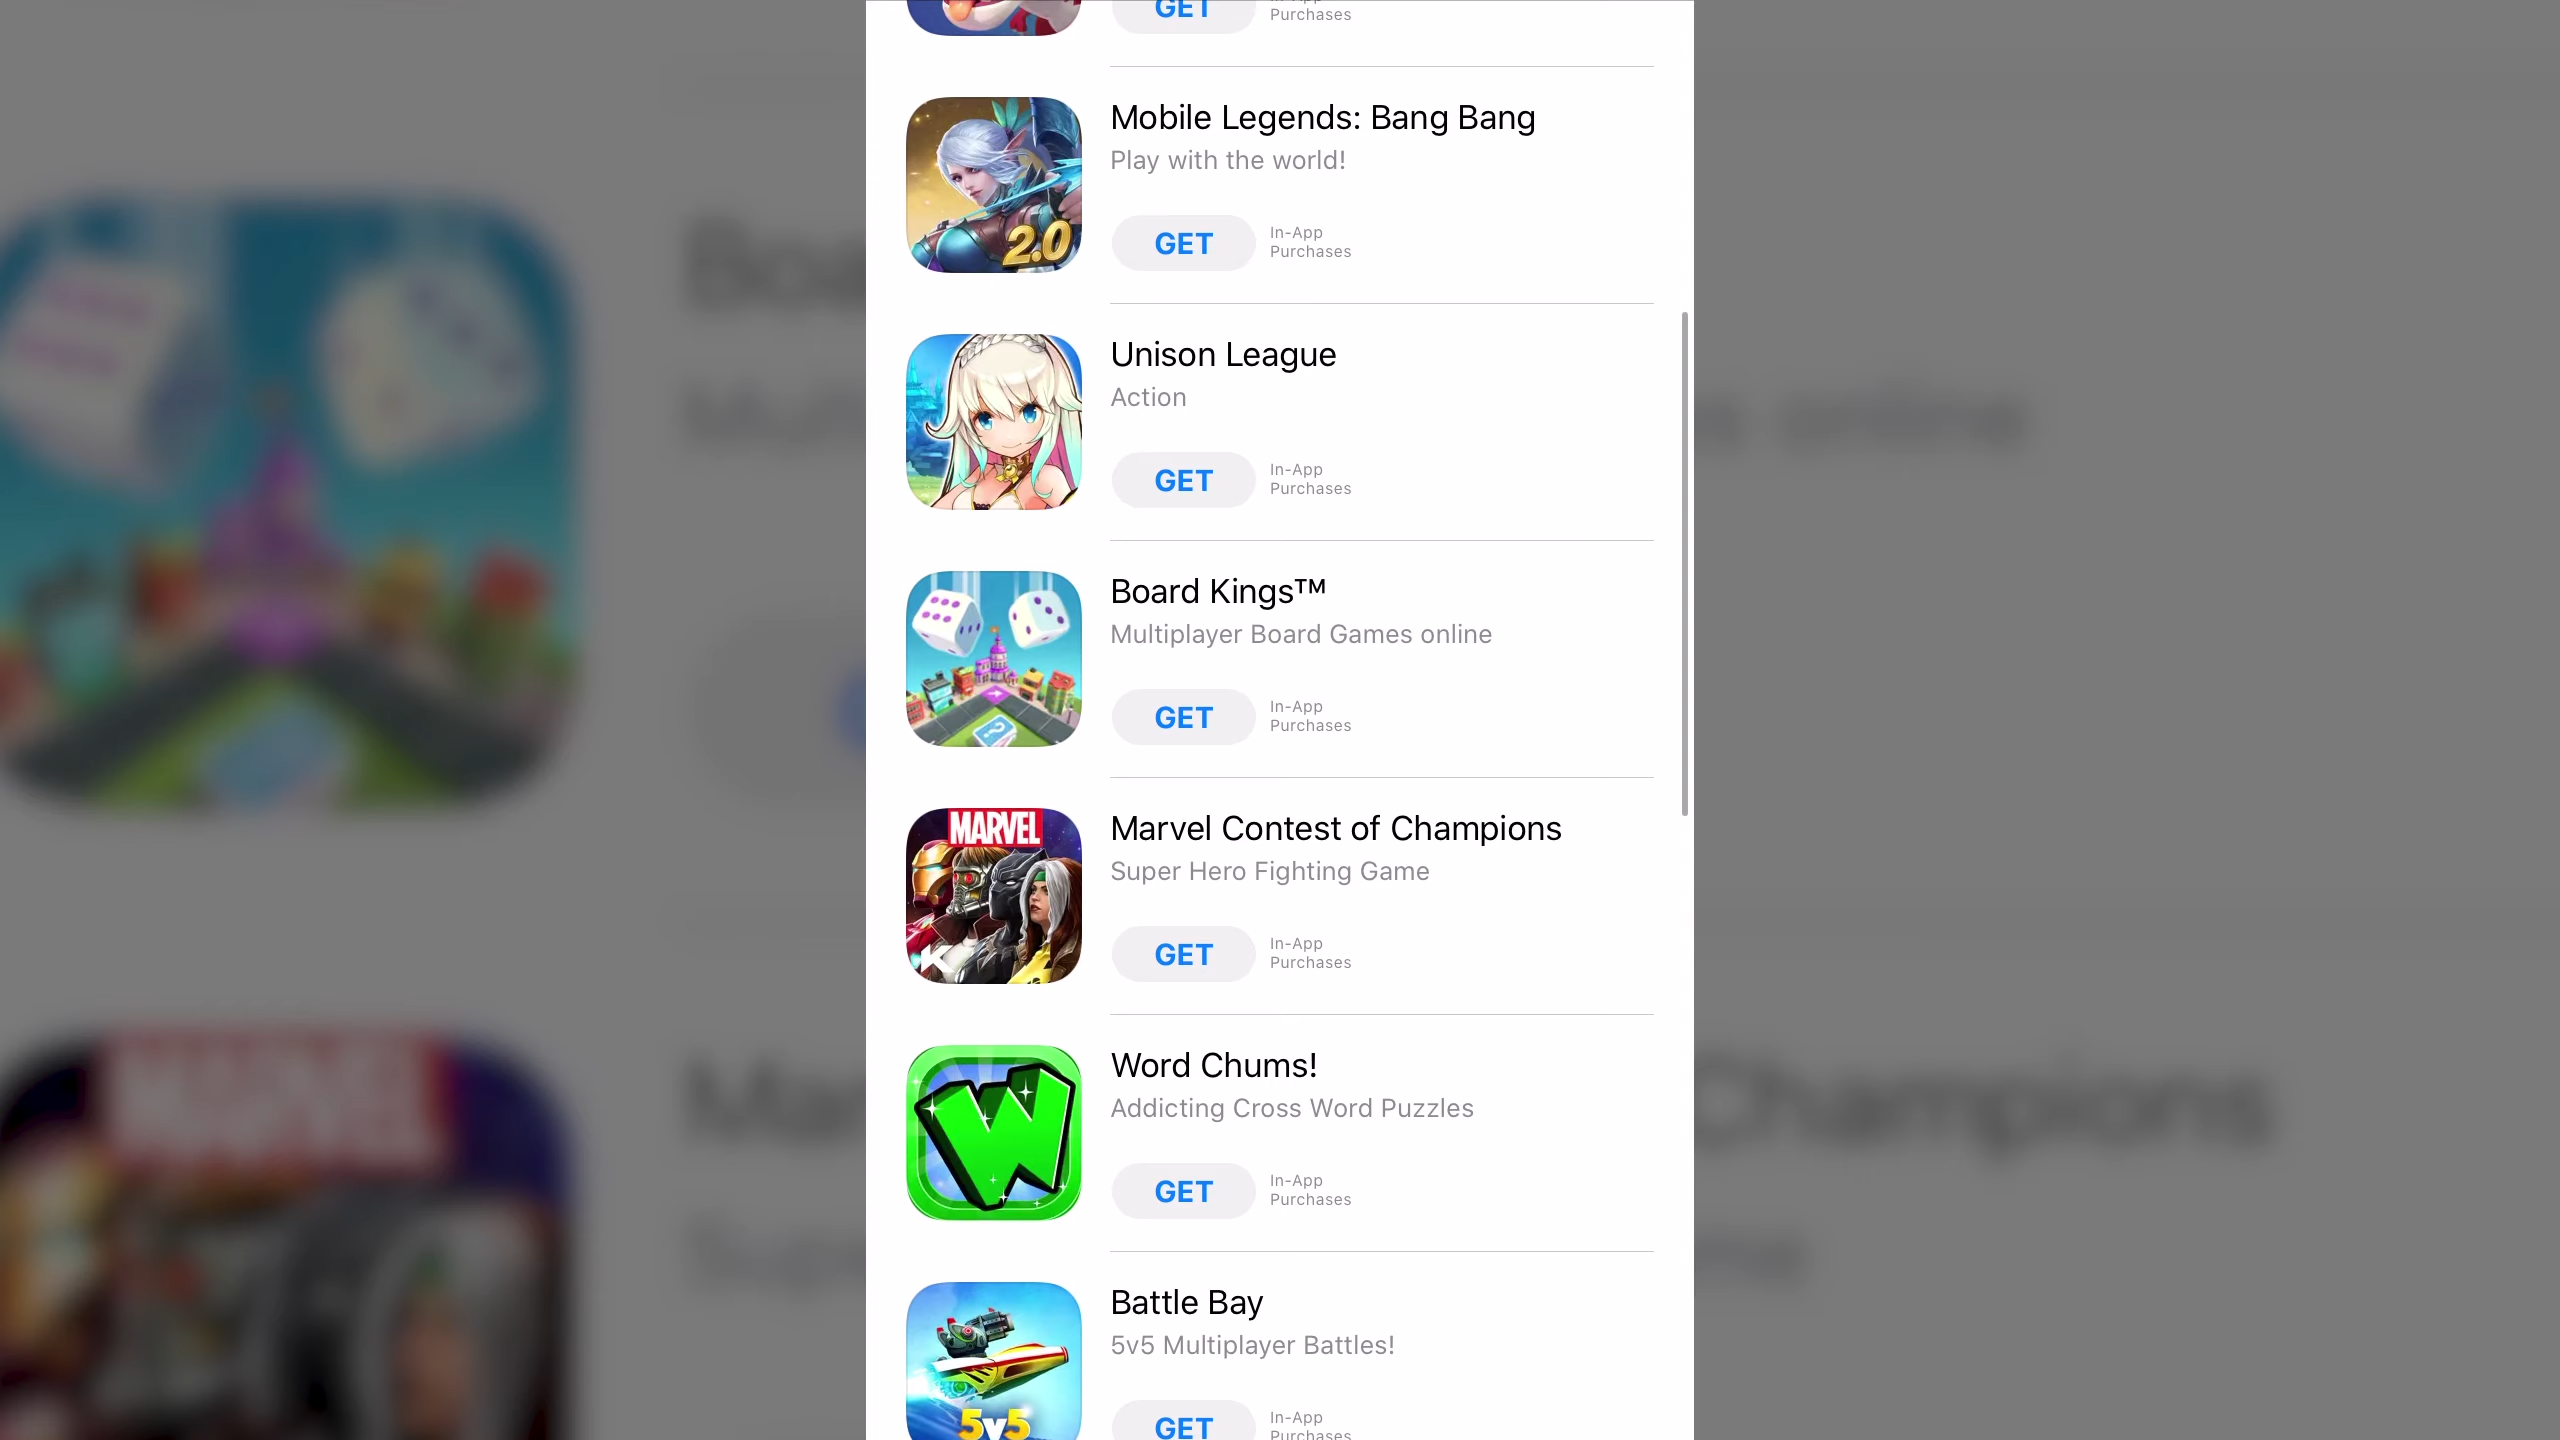 GET
Purchases
Mobile Legends: Bang Bang
Play with the world!
2.0
GET
In-App
Purchases
Unison League
Action
GET
In-App
Purchases
Board Kings™
Multiplayer Board Games online
GET
In-App
Purchases
MARVEL
Marvel Contest of Champions
Super Hero Fighting Game
GET
In-App
Purchases
W
Word Chums!
Addicting Cross Word Puzzles
GET
In-App
Purchases
Battle Bay
5v5 Multiplayer Battles!
5v5
GET
In-App
Purchases